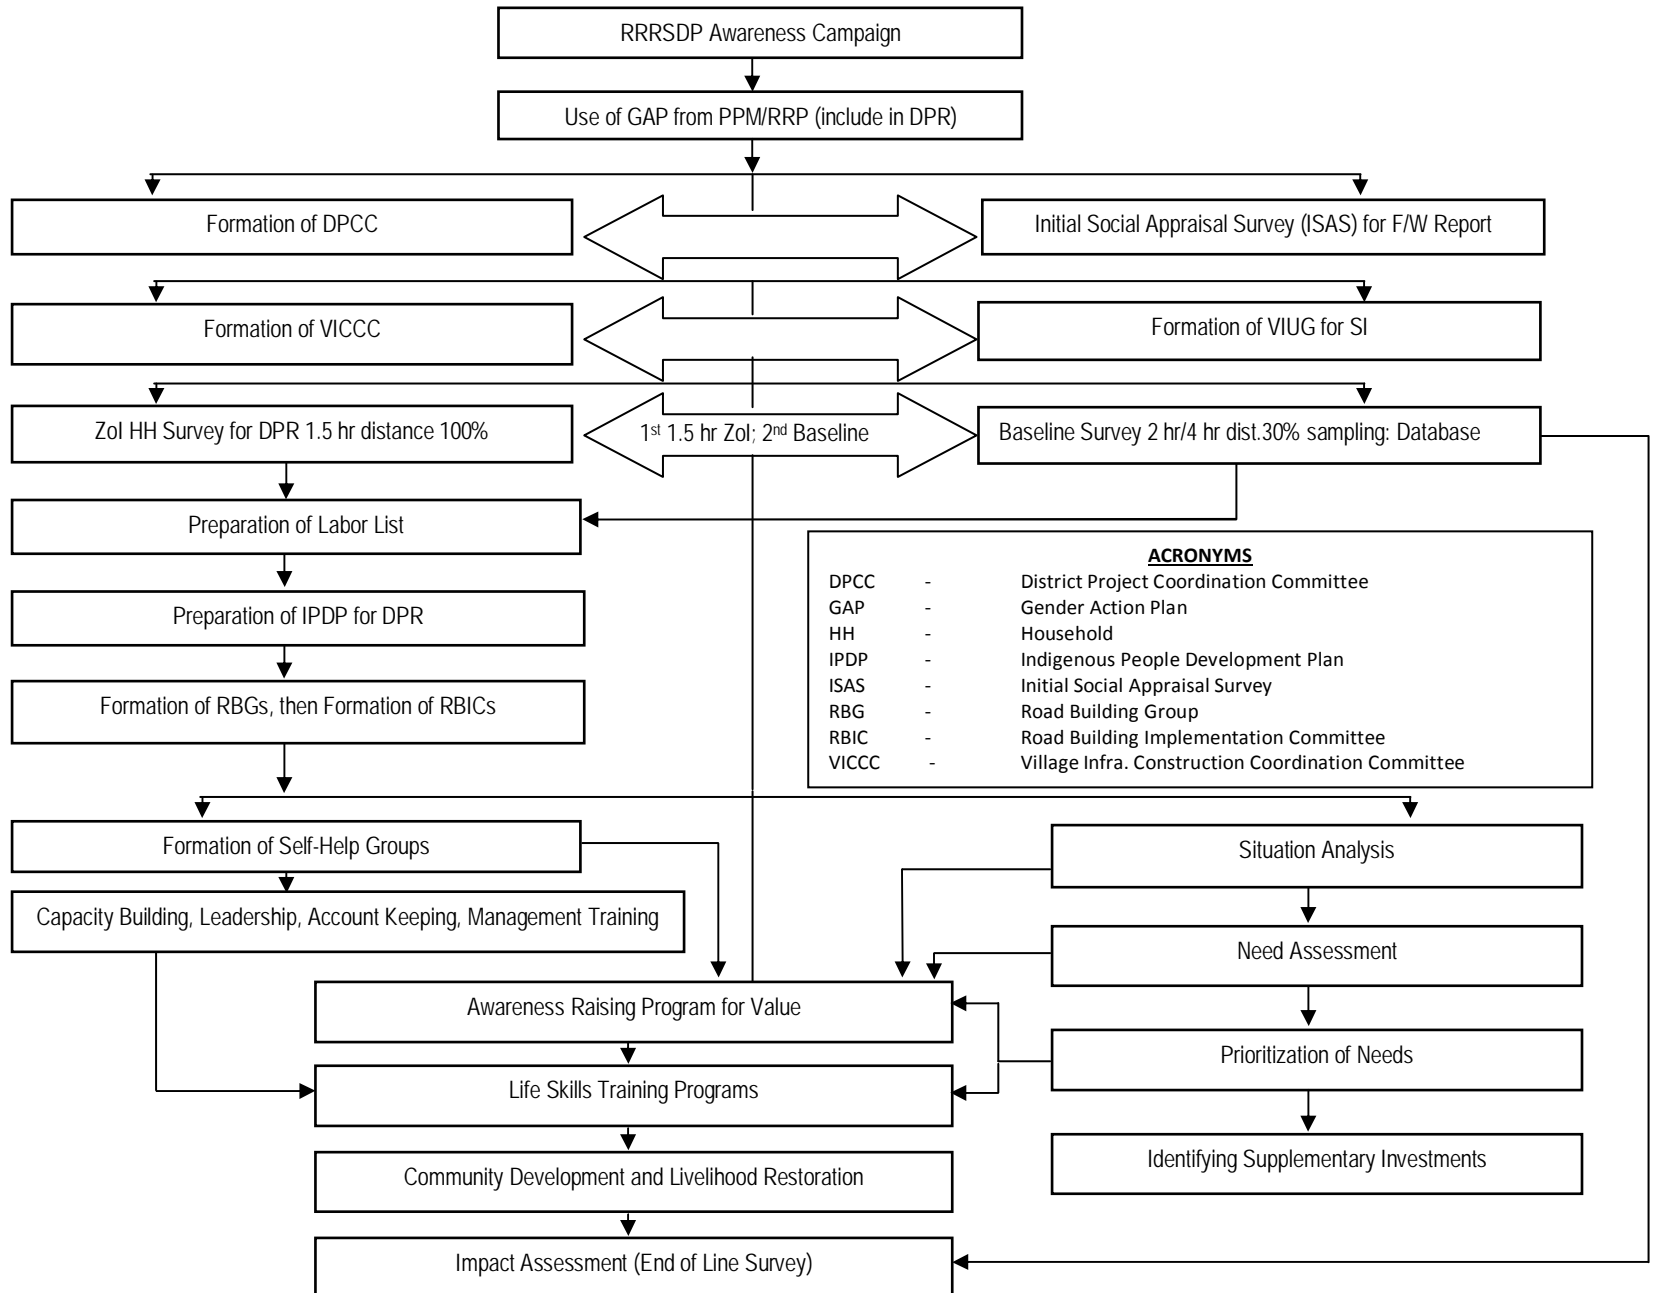 RRRSDP Awareness Campaign
Use of GAP from PPM/RRP (include in DPR)
Formation of DPCC
Initial Social Appraisal Survey (ISAS) for F/W Report
Formation of VICCC
Formation of VIUG for SI
ZoI HH Survey for DPR 1.5 hr distance 100%
1st 1.5 hr ZoI; 2nd Baseline
Baseline Survey 2 hr/4 hr dist.30% sampling: Database
Preparation of Labor List
Preparation of IPDP for DPR
Formation of RBGs, then Formation of RBICs
ACRONYMS
DPCC - District Project Coordination Committee
GAP - Gender Action Plan
HH - Household
IPDP - Indigenous People Development Plan
ISAS - Initial Social Appraisal Survey
RBG - Road Building Group
RBIC - Road Building Implementation Committee
VICCC - Village Infra. Construction Coordination Committee
Formation of Self-Help Groups
Situation Analysis
Capacity Building, Leadership, Account Keeping, Management Training
Need Assessment
Awareness Raising Program for Value
Prioritization of Needs
Life Skills Training Programs
Community Development and Livelihood Restoration
Identifying Supplementary Investments
Impact Assessment (End of Line Survey)